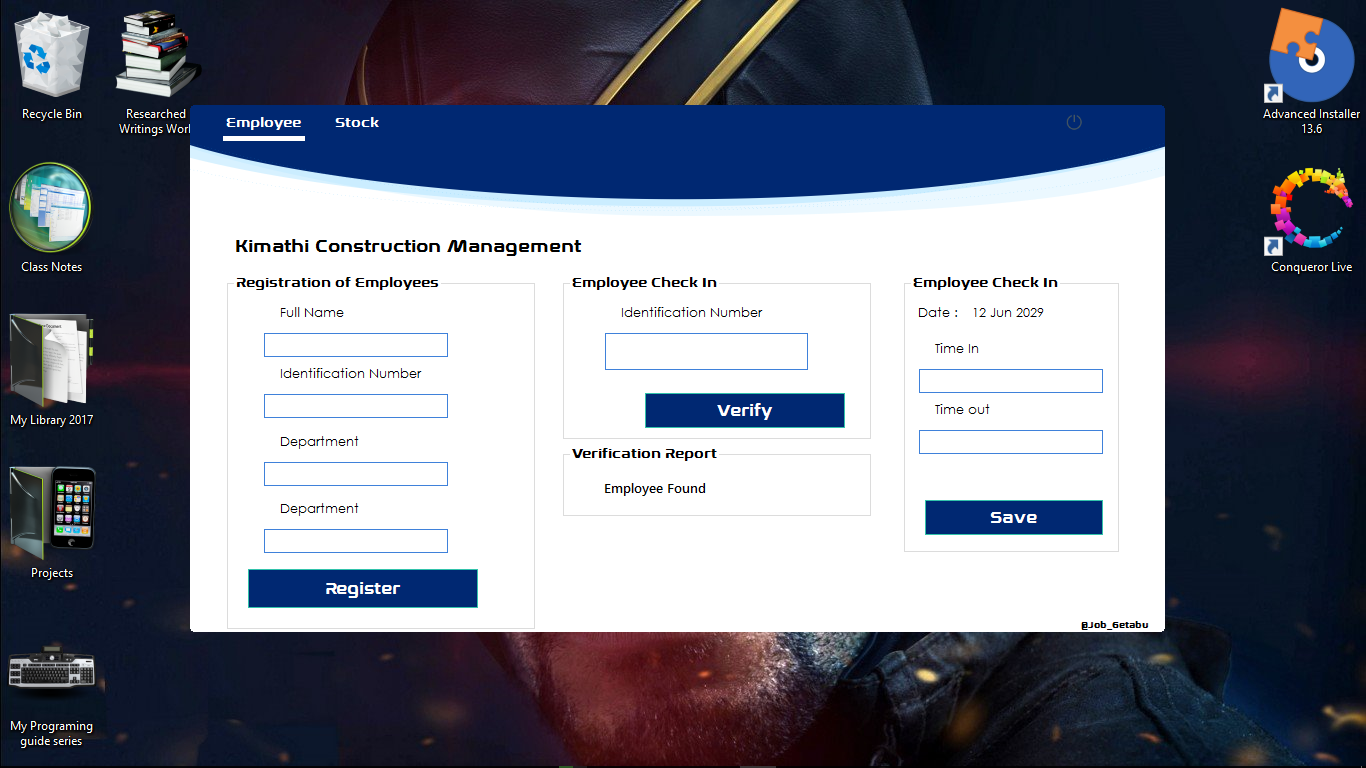 Recycle Bin
Researched
Writings Worl
Class Notes
My Library 2017
Projects
My Programing
guide series
Employee
Stock
Kimathi Construction Management
Registration of Employees
Full Name
Identification Number
Department
Department
Register
Employee Check In
Identification Number
Verify
Verification Report
Employee Found
Employee Check In
Date : 12 Jun 2029
Time In
Time out
Save
@Job_Getabu
Advanced Installer
13.6
Conqueror Live